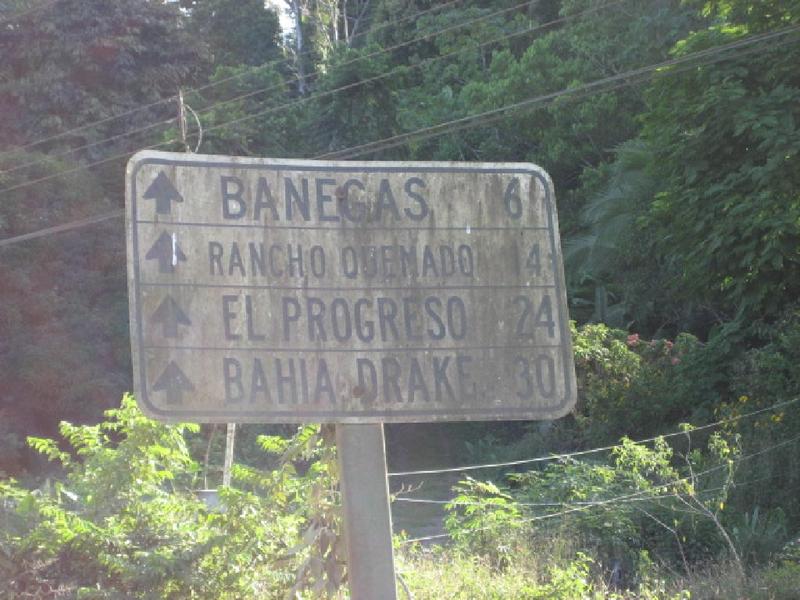 BANEGAS 6
RANCHO QUEMADO 14
EL PROGRESO 24
BAHIA DRAKE 30